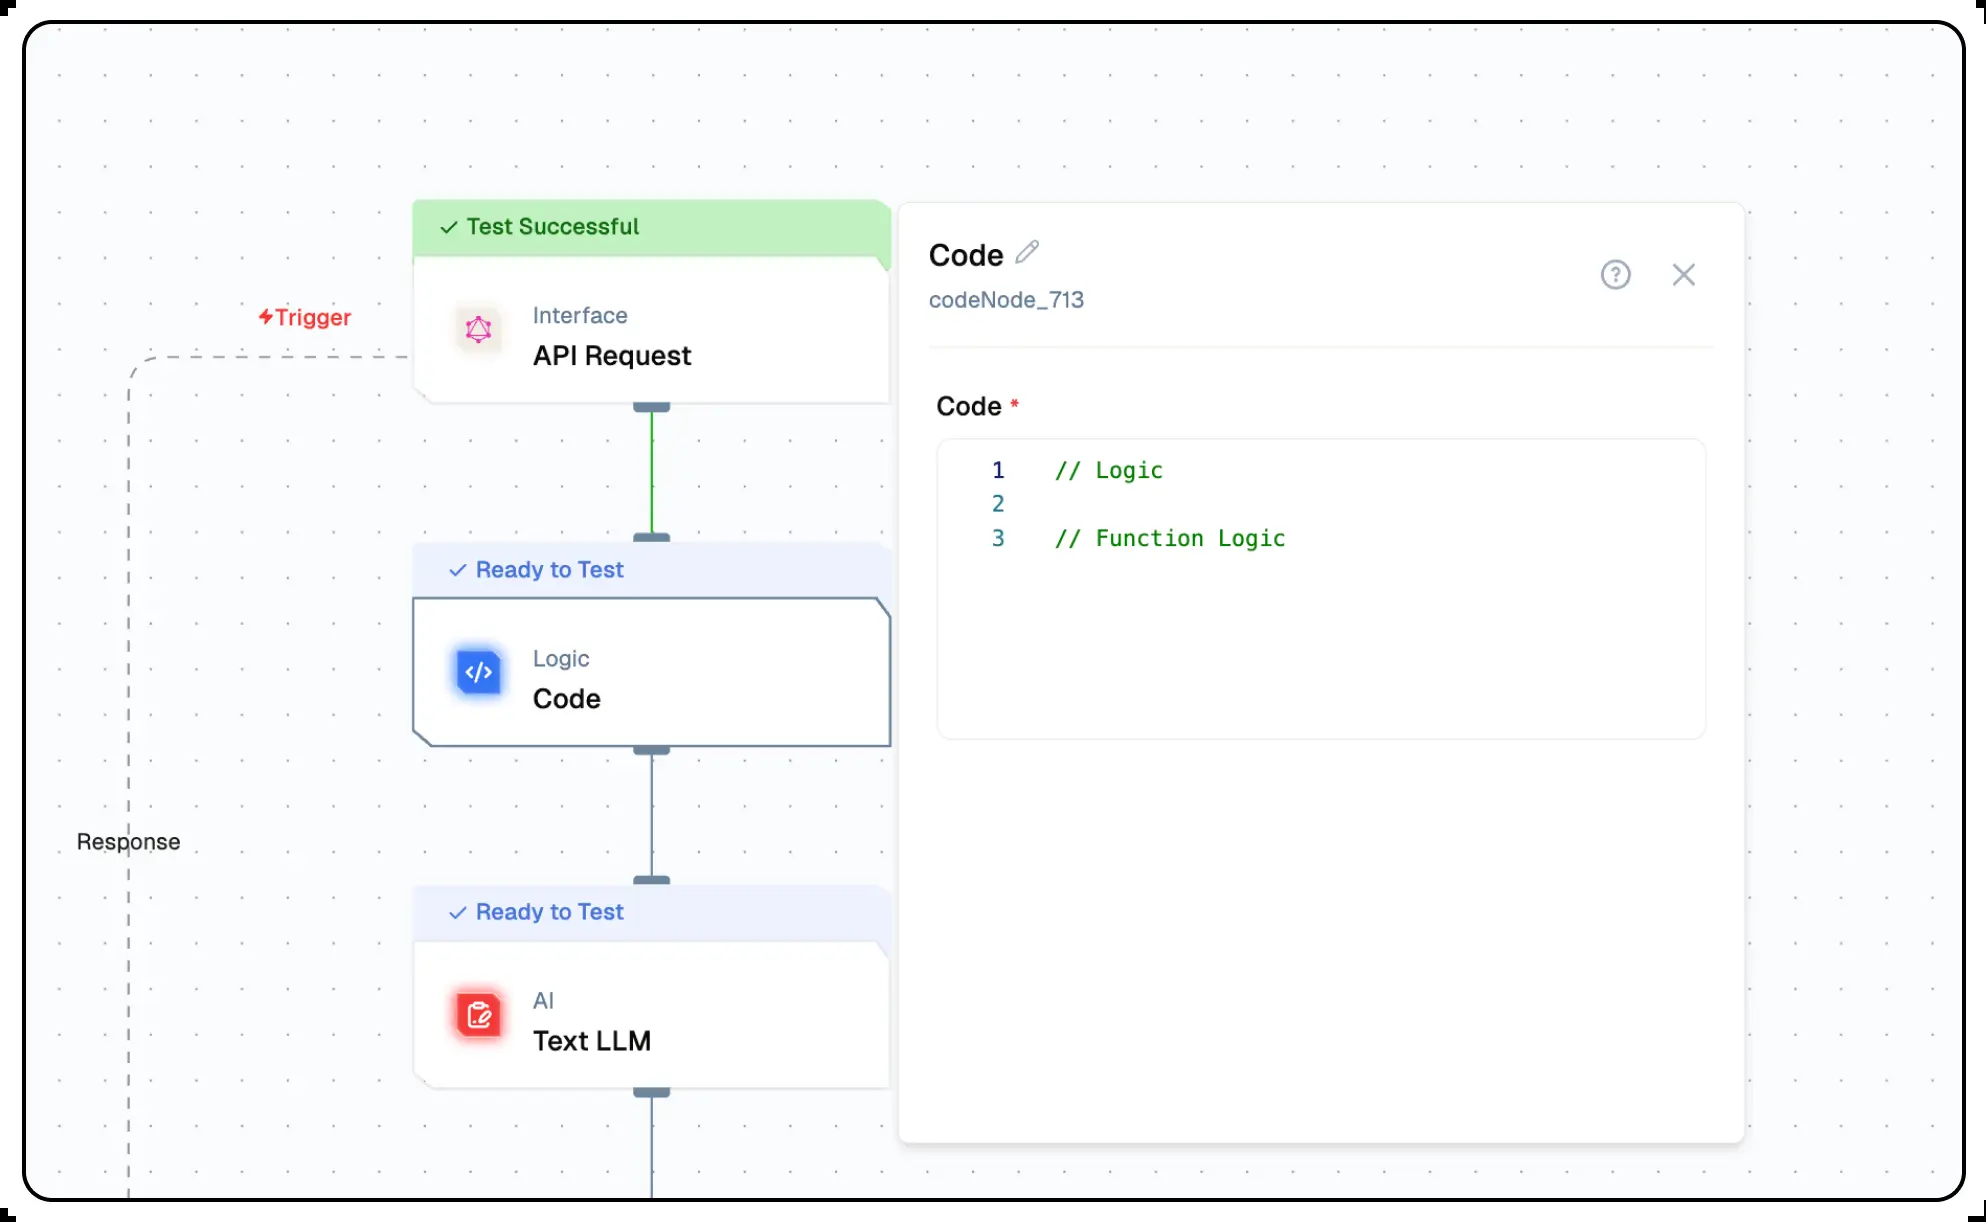 Test Successful
Trigger
Interface
API Request
Ready to Test
Logic
Code
Response
Ready to Test
AI
Text LLM
Code
codeNode_713
Code *
1 // Logic
2
3 // Function Logic